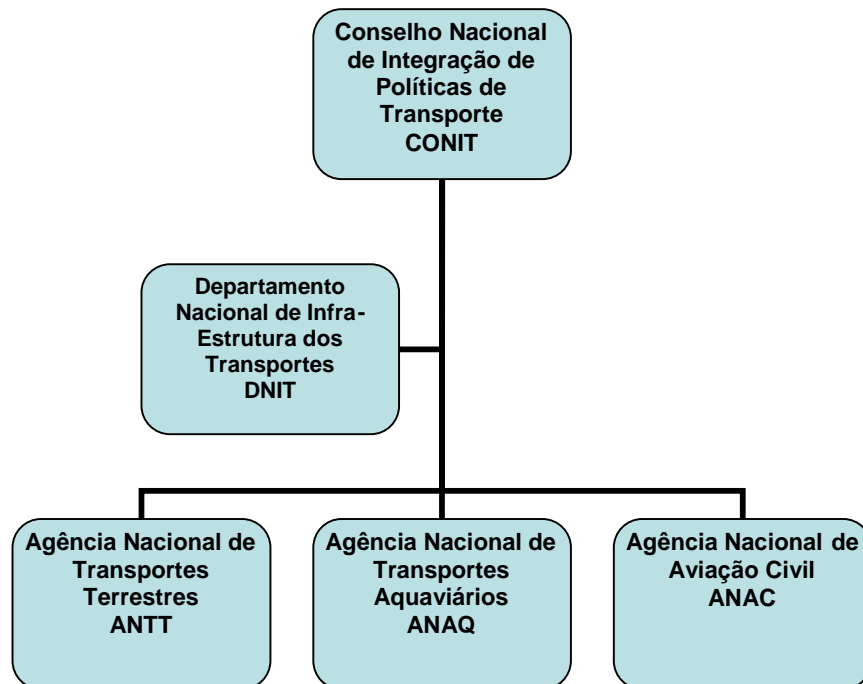 Conselho Nacional
de Integração de
Políticas de
Transporte
CONIT
Departamento
Nacional de Infra-
Estrutura dos
Transportes
DNIT
Agência Nacional de
Transportes
Terrestres
ANTT
Agência Nacional de
Transportes
Aquaviários
ANAQ
Agência Nacional de
Aviação Civil
ANAC